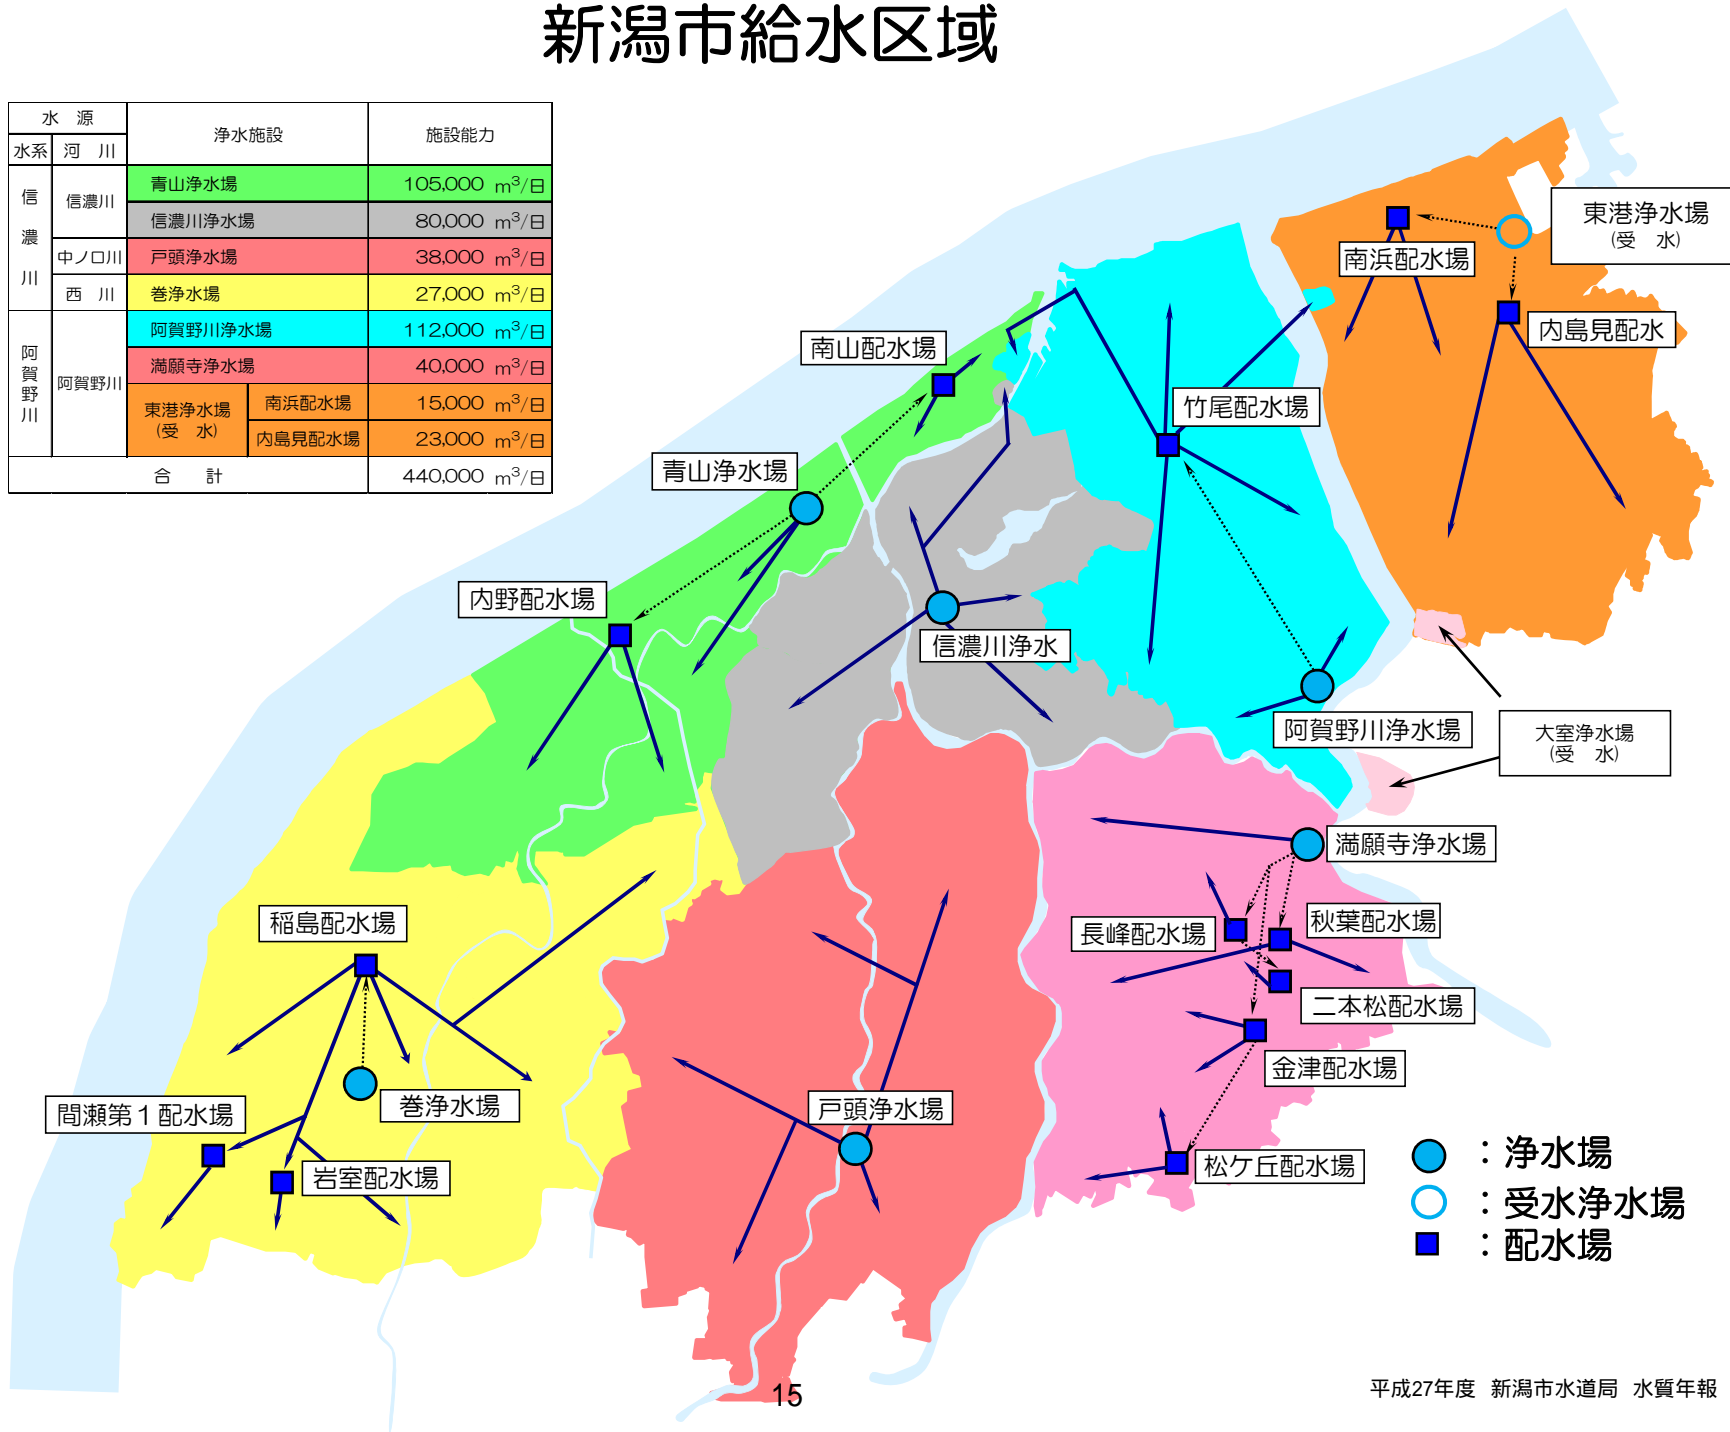 新潟市給水区域
水　源
浄水施設
施設能力
水系
河　川
信濃川
信濃川
青山浄水場
105,000 m³/日
信濃川浄水場
80,000 m³/日
中ノ口川
戸頭浄水場
38,000 m³/日
西　川
巻浄水場
27,000 m³/日
阿賀野川
阿賀野川
阿賀野川浄水場
112,000 m³/日
満願寺浄水場
40,000 m³/日
東港浄水場
(受　水)
南浜配水場
15,000 m³/日
内島見配水場
23,000 m³/日
合　計
440,000 m³/日
東港浄水場
(受　水)
南浜配水場
内島見配水
南山配水場
竹尾配水場
青山浄水場
内野配水場
信濃川浄水
阿賀野川浄水場
大室浄水場
(受　水)
満願寺浄水場
長峰配水場
秋葉配水場
二本松配水場
金津配水場
松ケ丘配水場
稲島配水場
巻浄水場
間瀬第１配水場
岩室配水場
戸頭浄水場
：浄水場
：受水浄水場
：配水場
15
平成27年度　新潟市水道局　水質年報